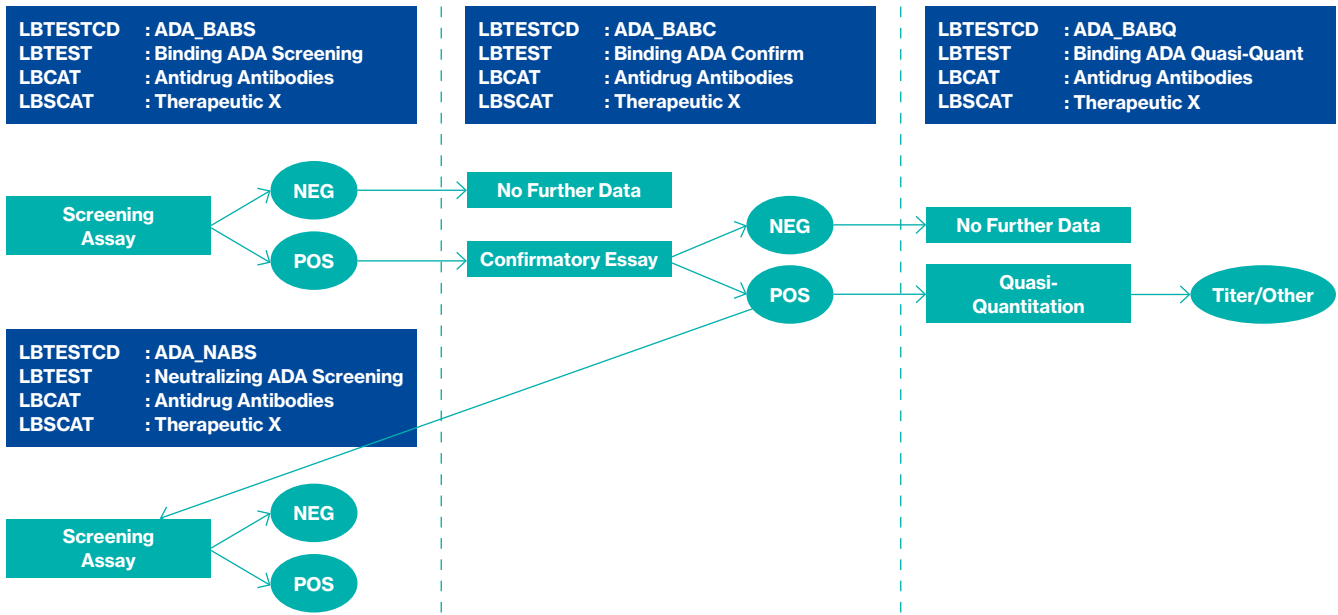 LBTESTCD : ADA_BABS
LBTEST : Binding ADA Screening
LBCAT : Antidrug Antibodies
LBSCAT : Therapeutic X
LBTESTCD : ADA_BABC
LBTEST : Binding ADA Confirm
LBCAT : Antidrug Antibodies
LBSCAT : Therapeutic X
LBTESTCD : ADA_BABQ
LBTEST : Binding ADA Quasi-Quant
LBCAT : Antidrug Antibodies
LBSCAT : Therapeutic X
Screening
Assay
NEG
POS
No Further Data
Confirmatory Essay
NEG
POS
No Further Data
Quasi-
Quantitation
Titer/Other
LBTESTCD : ADA_NABS
LBTEST : Neutralizing ADA Screening
LBCAT : Antidrug Antibodies
LBSCAT : Therapeutic X
Screening
Assay
NEG
POS